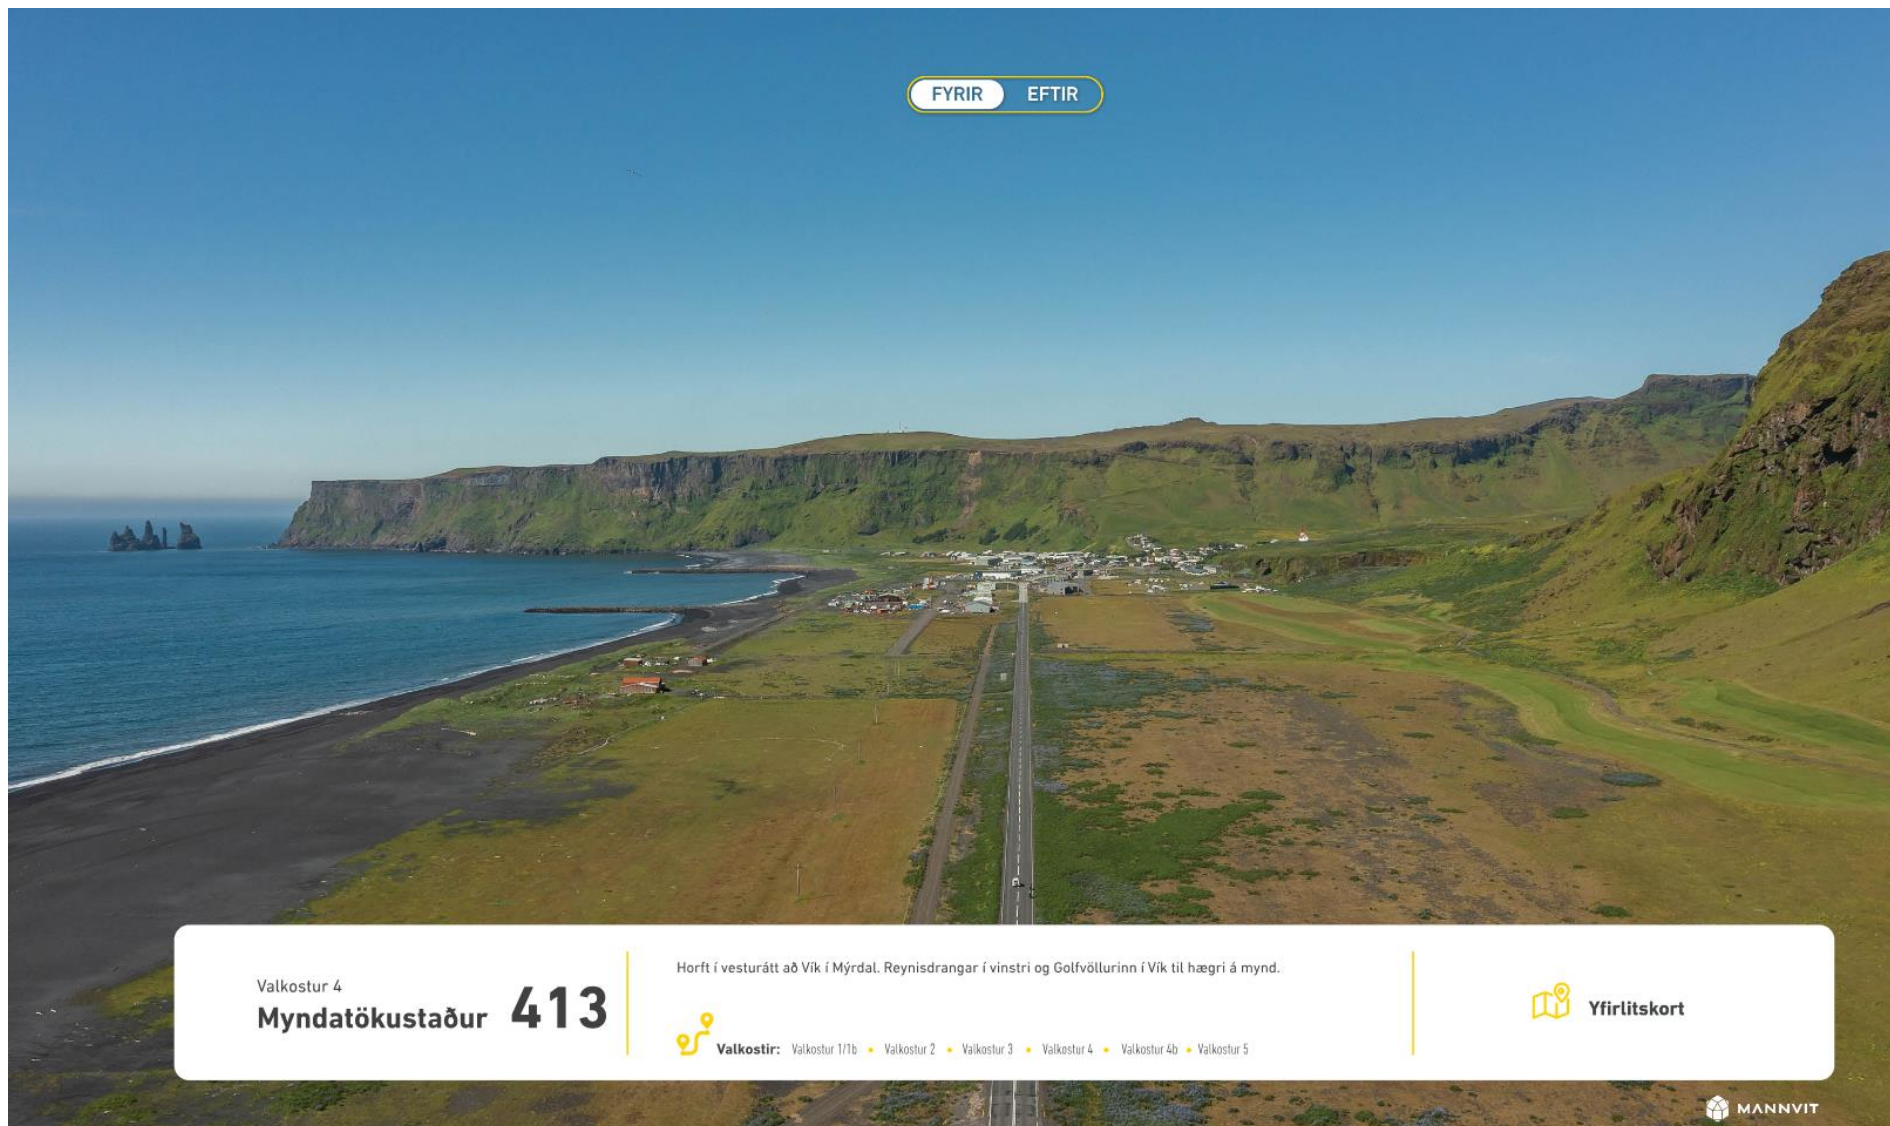 FYRIR EFTIR
Valkostur 4
Myndatökustaður 413
Horft í vesturátt að Vík í Mýrdal. Reynisdrangar í vinstri og Golfvöllurinn í Vík til hægri á mynd.
Valkostir: Valkostur 1/1b • Valkostur 2 • Valkostur 3 • Valkostur 4 • Valkostur 4b • Valkostur 5
Yfirlitskort
MANNVIT